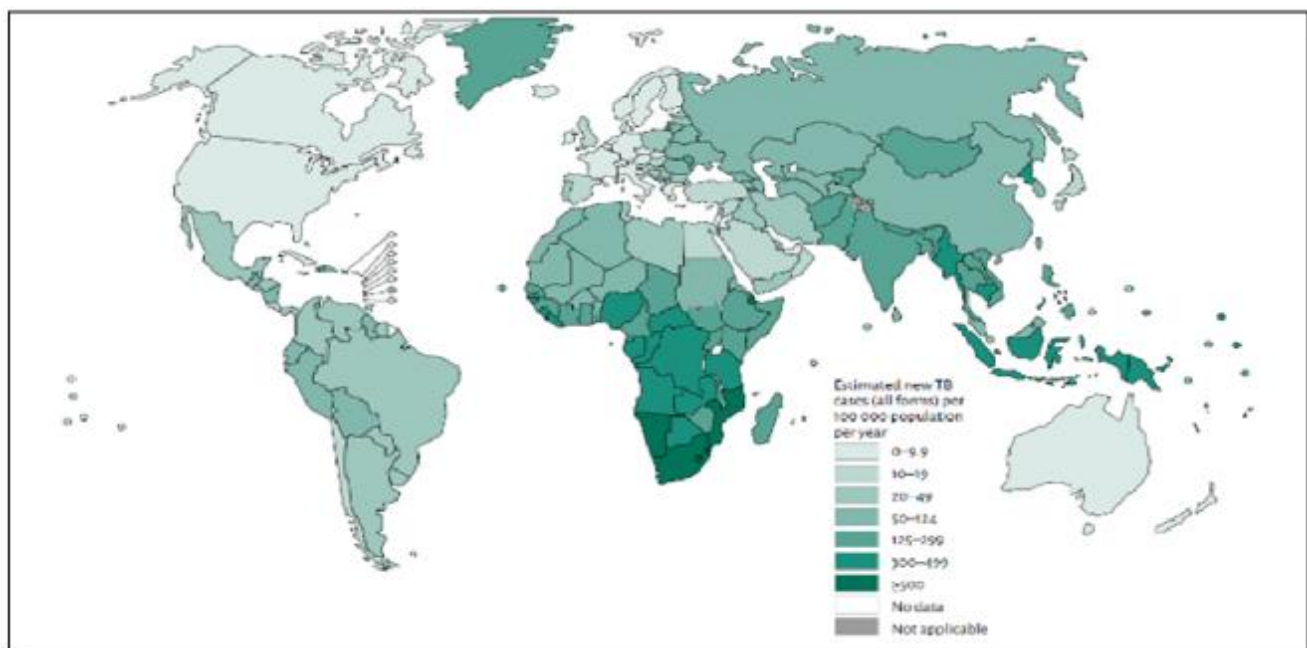 Estimated new TB
cases (all forms) per
100 000 population
per year
0–9.9
10–19
20–49
50–124
125–299
300–499
≥500
No data
Not applicable